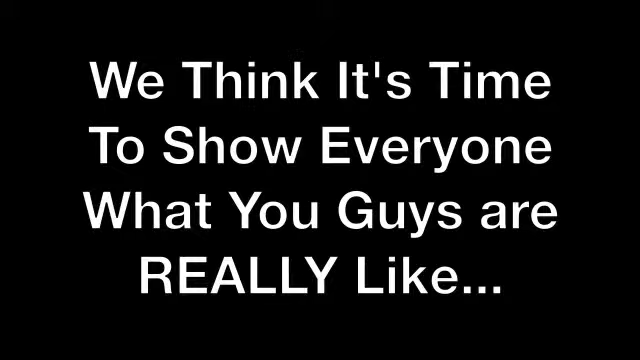 We Think It's Time
To Show Everyone
What You Guys are
REALLY Like...